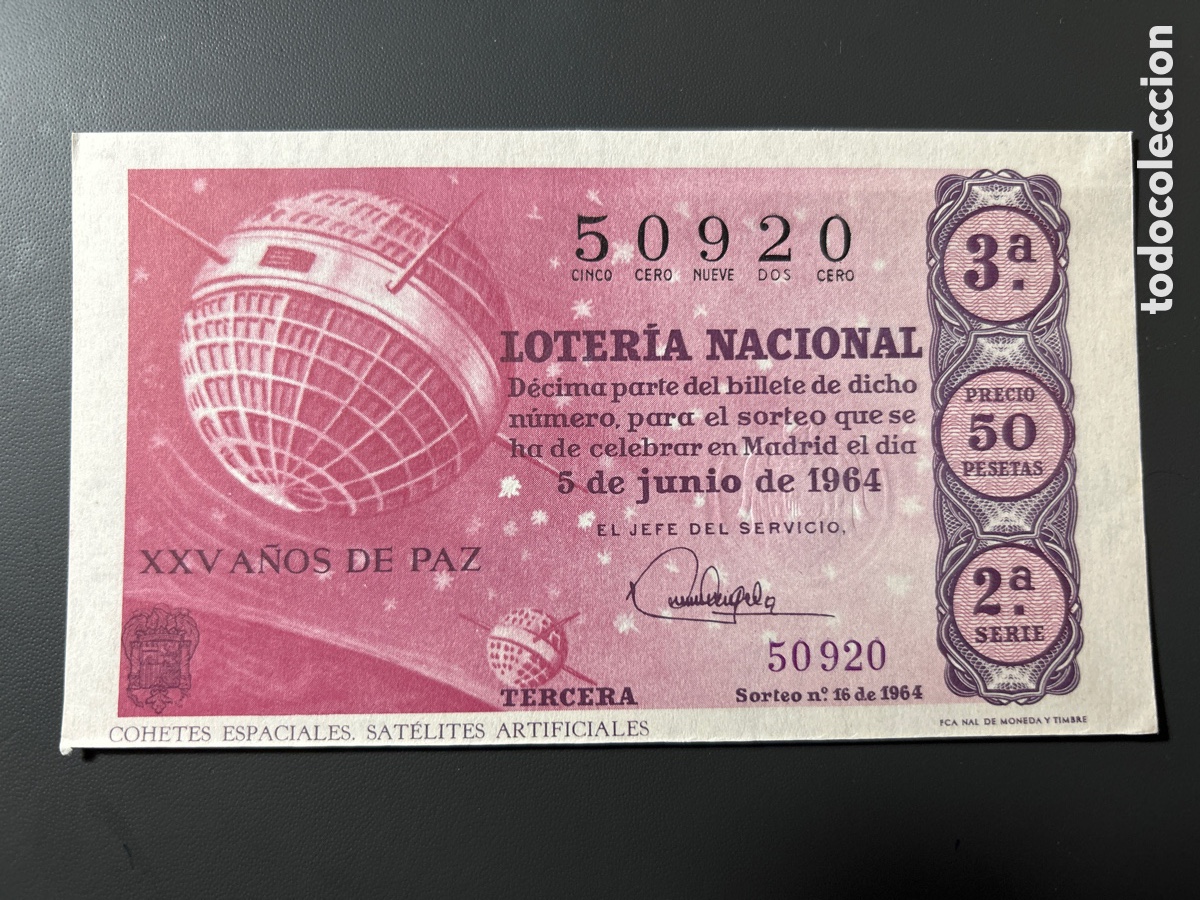 todocoleccion
50920
CINCO CERO NUEVE DOS CERO
LOTERÍA NACIONAL
Décima parte del billete de dicho
número, para el sorteo que se
ha de celebrar en Madrid el dia
5 de junio de 1964
EL JEFE DEL SERVICIO,
XXV AÑOS DE PAZ
50920
TERCERA
Sorteo nº 16 de 1964
3ª.
PRECIO
50
PESETAS
2ª.
SERIE
COHETES ESPACIALES. SATÉLITES ARTIFICIALES
FCA NAL DE MONEDA Y TIMBRE